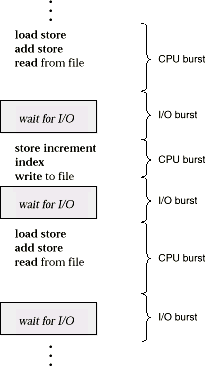 load store
add store
read from file
CPU burst
wait for I/O
I/O burst
store increment
index
write to file
CPU burst
wait for I/O
I/O burst
load store
add store
read from file
CPU burst
wait for I/O
I/O burst